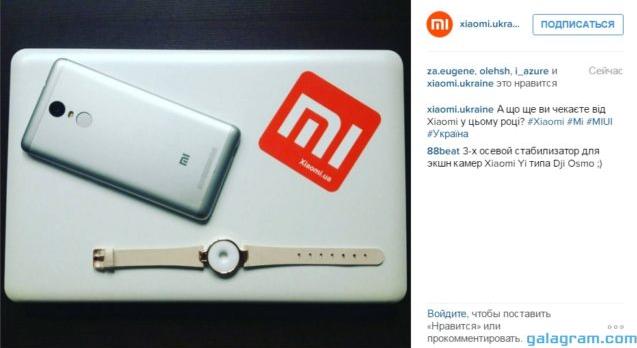 mi
Xiaomi.ua
mi
xiaomi.ukra...
ПОДПИСАТЬСЯ
za.eugene, olehsh, i_azure и
xiaomi.ukraine это нравится
Сейчас
xiaomi.ukraine А що ще ви чекаєте від
Xiaomi у цьому році? #Xiaomi #Mi #MIUI
#Україна
88beat 3-х осевой стабилизатор для
экшн камер Xiaomi Yi типа Dji Osmo ;)
Войдите, чтобы поставить
«Нравится» или
прокомментировать.
galagram.com